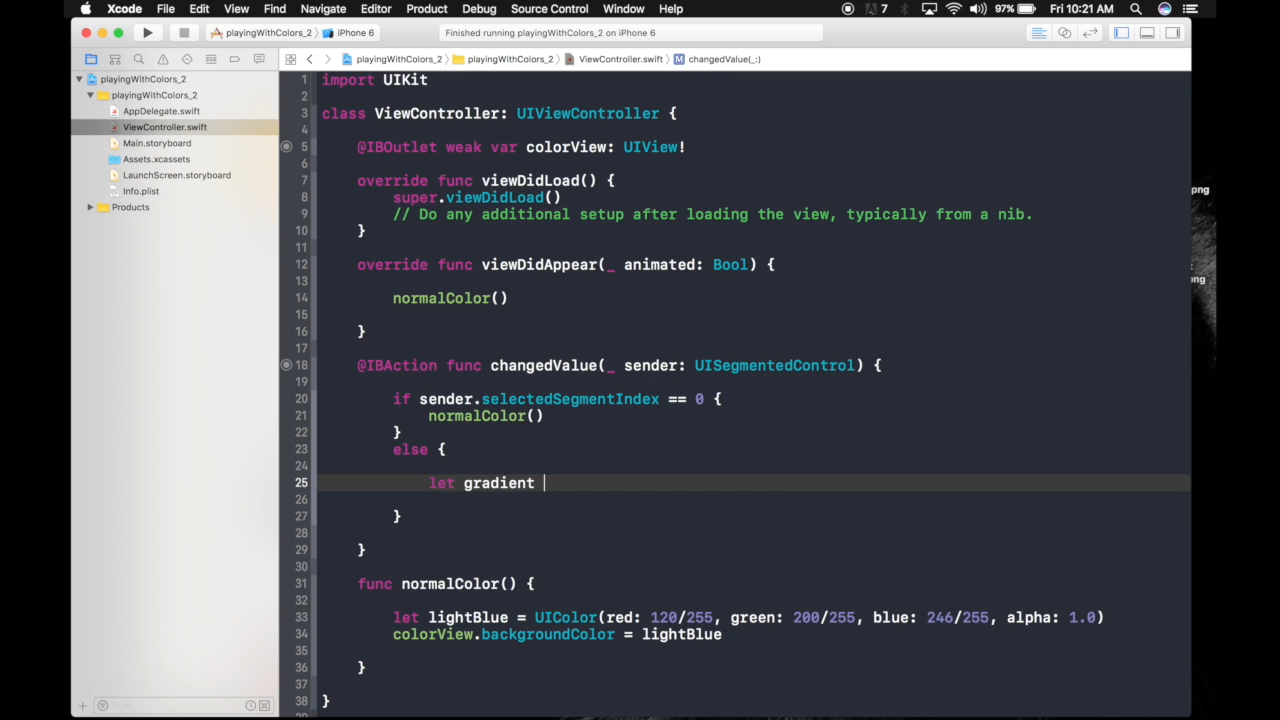 Xcode File Edit View Find Navigate Editor Product Debug Source Control Window Help 7 97% Fri 10:21 AM
playingWithColors_2 iPhone 6 Finished running playingWithColors_2 on iPhone 6
playingWithColors_2 playingWithColors_2 ViewController.swift changedValue(_:)
playingWithColors_2
playingWithColors_2
AppDelegate.swift
ViewController.swift
Main.storyboard
Assets.xcassets
LaunchScreen.storyboard
Info.plist
Products
Filter
1 import UIKit
2
3 class ViewController: UIViewController {
4
5 @IBOutlet weak var colorView: UIView!
6
7 override func viewDidLoad() {
8 super.viewDidLoad()
9 // Do any additional setup after loading the view, typically from a nib.
10 }
11
12 override func viewDidAppear(_ animated: Bool) {
13
14 normalColor()
15
16 }
17
18 @IBAction func changedValue(_ sender: UISegmentedControl) {
19
20 if sender.selectedSegmentIndex == 0 {
21 normalColor()
22 }
23 else {
24
25 let gradient
26
27 }
28
29 }
30
31 func normalColor() {
32
33 let lightBlue = UIColor(red: 120/255, green: 200/255, blue: 246/255, alpha: 1.0)
34 colorView.backgroundColor = lightBlue
35
36 }
37
38 }
png
png